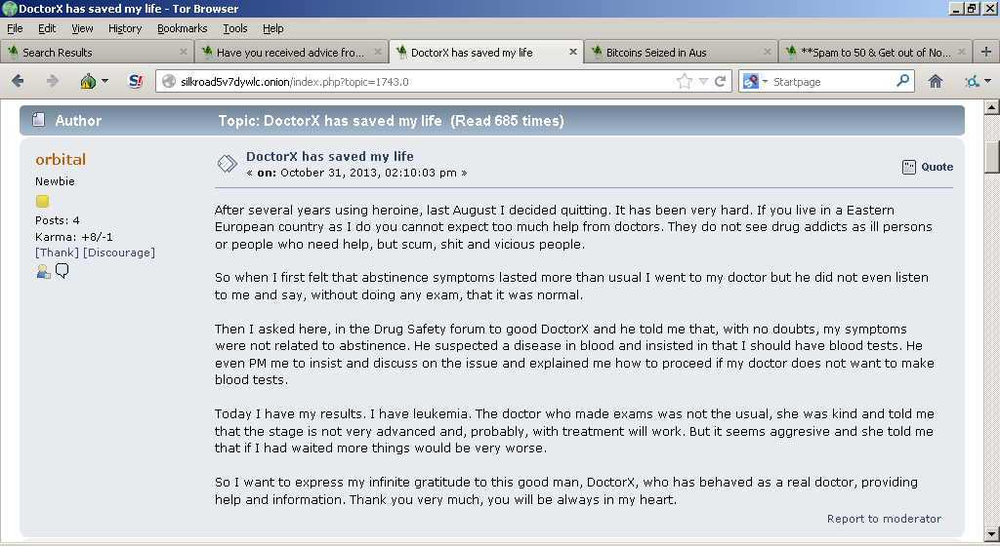 DoctorX has saved my life - Tor Browser
File Edit View History Bookmarks Tools Help
Search Results
Have you received advice fro...
DoctorX has saved my life
Bitcoins Seized in Aus
**Spam to 50 & Get out of No...
silkroad5v7dywlc.onion/index.php?topic=1743.0
Startpage
Author Topic: DoctorX has saved my life (Read 685 times)
orbital
Newbie
Posts: 4
Karma: +8/-1
[Thank] [Discourage]
DoctorX has saved my life
« on: October 31, 2013, 02:10:03 pm »
Quote
After several years using heroine, last August I decided quitting. It has been very hard. If you live in a Eastern
European country as I do you cannot expect too much help from doctors. They do not see drug addicts as ill persons
or people who need help, but scum, shit and vicious people.
So when I first felt that abstinence symptoms lasted more than usual I went to my doctor but he did not even listen
to me and say, without doing any exam, that it was normal.
Then I asked here, in the Drug Safety forum to good DoctorX and he told me that, with no doubts, my symptoms
were not related to abstinence. He suspected a disease in blood and insisted in that I should have blood tests. He
even PM me to insist and discuss on the issue and explained me how to proceed if my doctor does not want to make
blood tests.
Today I have my results. I have leukemia. The doctor who made exams was not the usual, she was kind and told me
that the stage is not very advanced and, probably, with treatment will work. But it seems aggresive and she told me
that if I had waited more things would be very worse.
So I want to express my infinite gratitude to this good man, DoctorX, who has behaved as a real doctor, providing
help and information. Thank you very much, you will be always in my heart.
Report to moderator